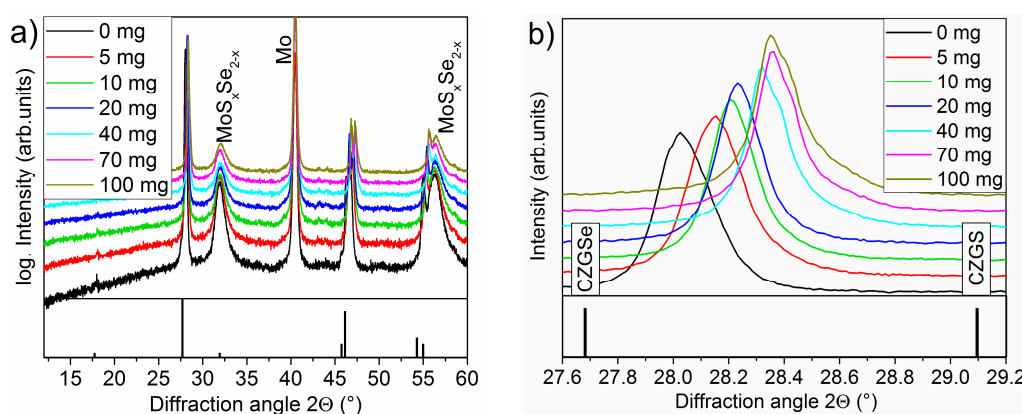 a)
0 mg
5 mg
10 mg
20 mg
40 mg
70 mg
100 mg
MoSₓSe₂₋ₓ
Mo
MoSₓSe₂₋ₓ
log. Intensity (arb.units)
15 20 25 30 35 40 45 50 55 60
Diffraction angle 2Θ (°)
b)
0 mg
5 mg
10 mg
20 mg
40 mg
70 mg
100 mg
Intensity (arb.units)
CZGSe
CZGS
27.6 27.8 28.0 28.2 28.4 28.6 28.8 29.0 29.2
Diffraction angle 2Θ (°)